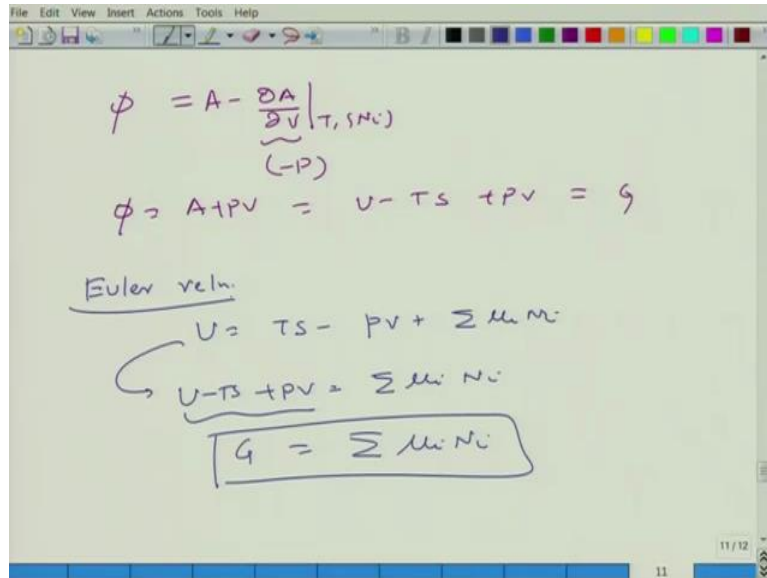 File Edit View Insert Actions Tools Help
B I
φ = A - ∂A/∂V |T, {Ni}
(-P)
φ = A+PV = U - TS + PV = G
Euler reln.
U = TS - PV + Σ μi Ni
U-TS +PV = Σ μi Ni
G = Σ μi Ni
11/12
11